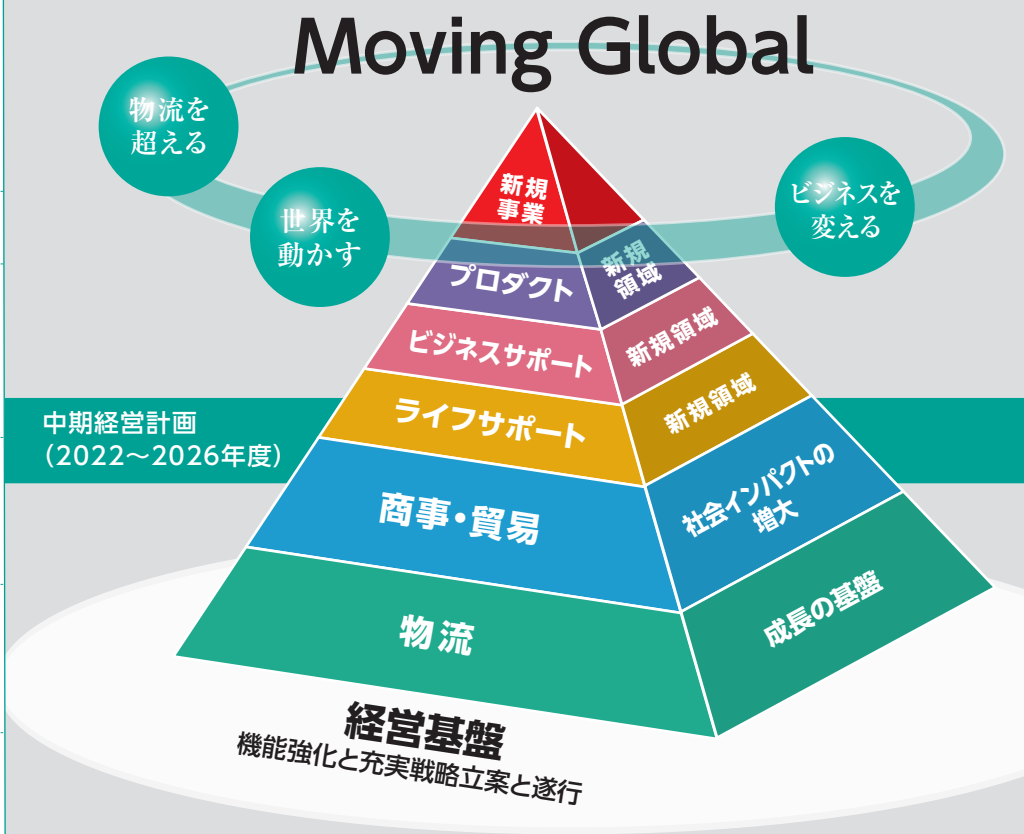 Moving Global
物流を
超える
世界を
動かす
ビジネスを
変える
新規
事業
プロダクト
新規
領域
ビジネスサポート
新規領域
ライフサポート
新規領域
中期経営計画
（2022～2026年度）
商事・貿易
社会インパクトの
増大
物流
成長の基盤
経営基盤
機能強化と充実戦略立案と遂行